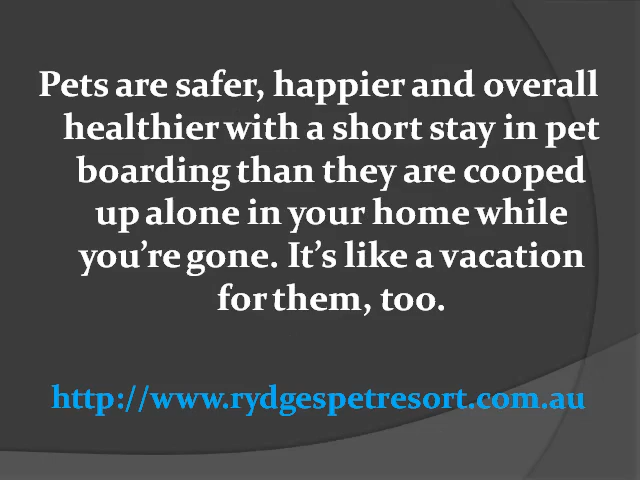 Pets are safer, happier and overall
healthier with a short stay in pet
boarding than they are cooped
up alone in your home while
you’re gone. It’s like a vacation
for them, too.
http://www.rydgespetresort.com.au